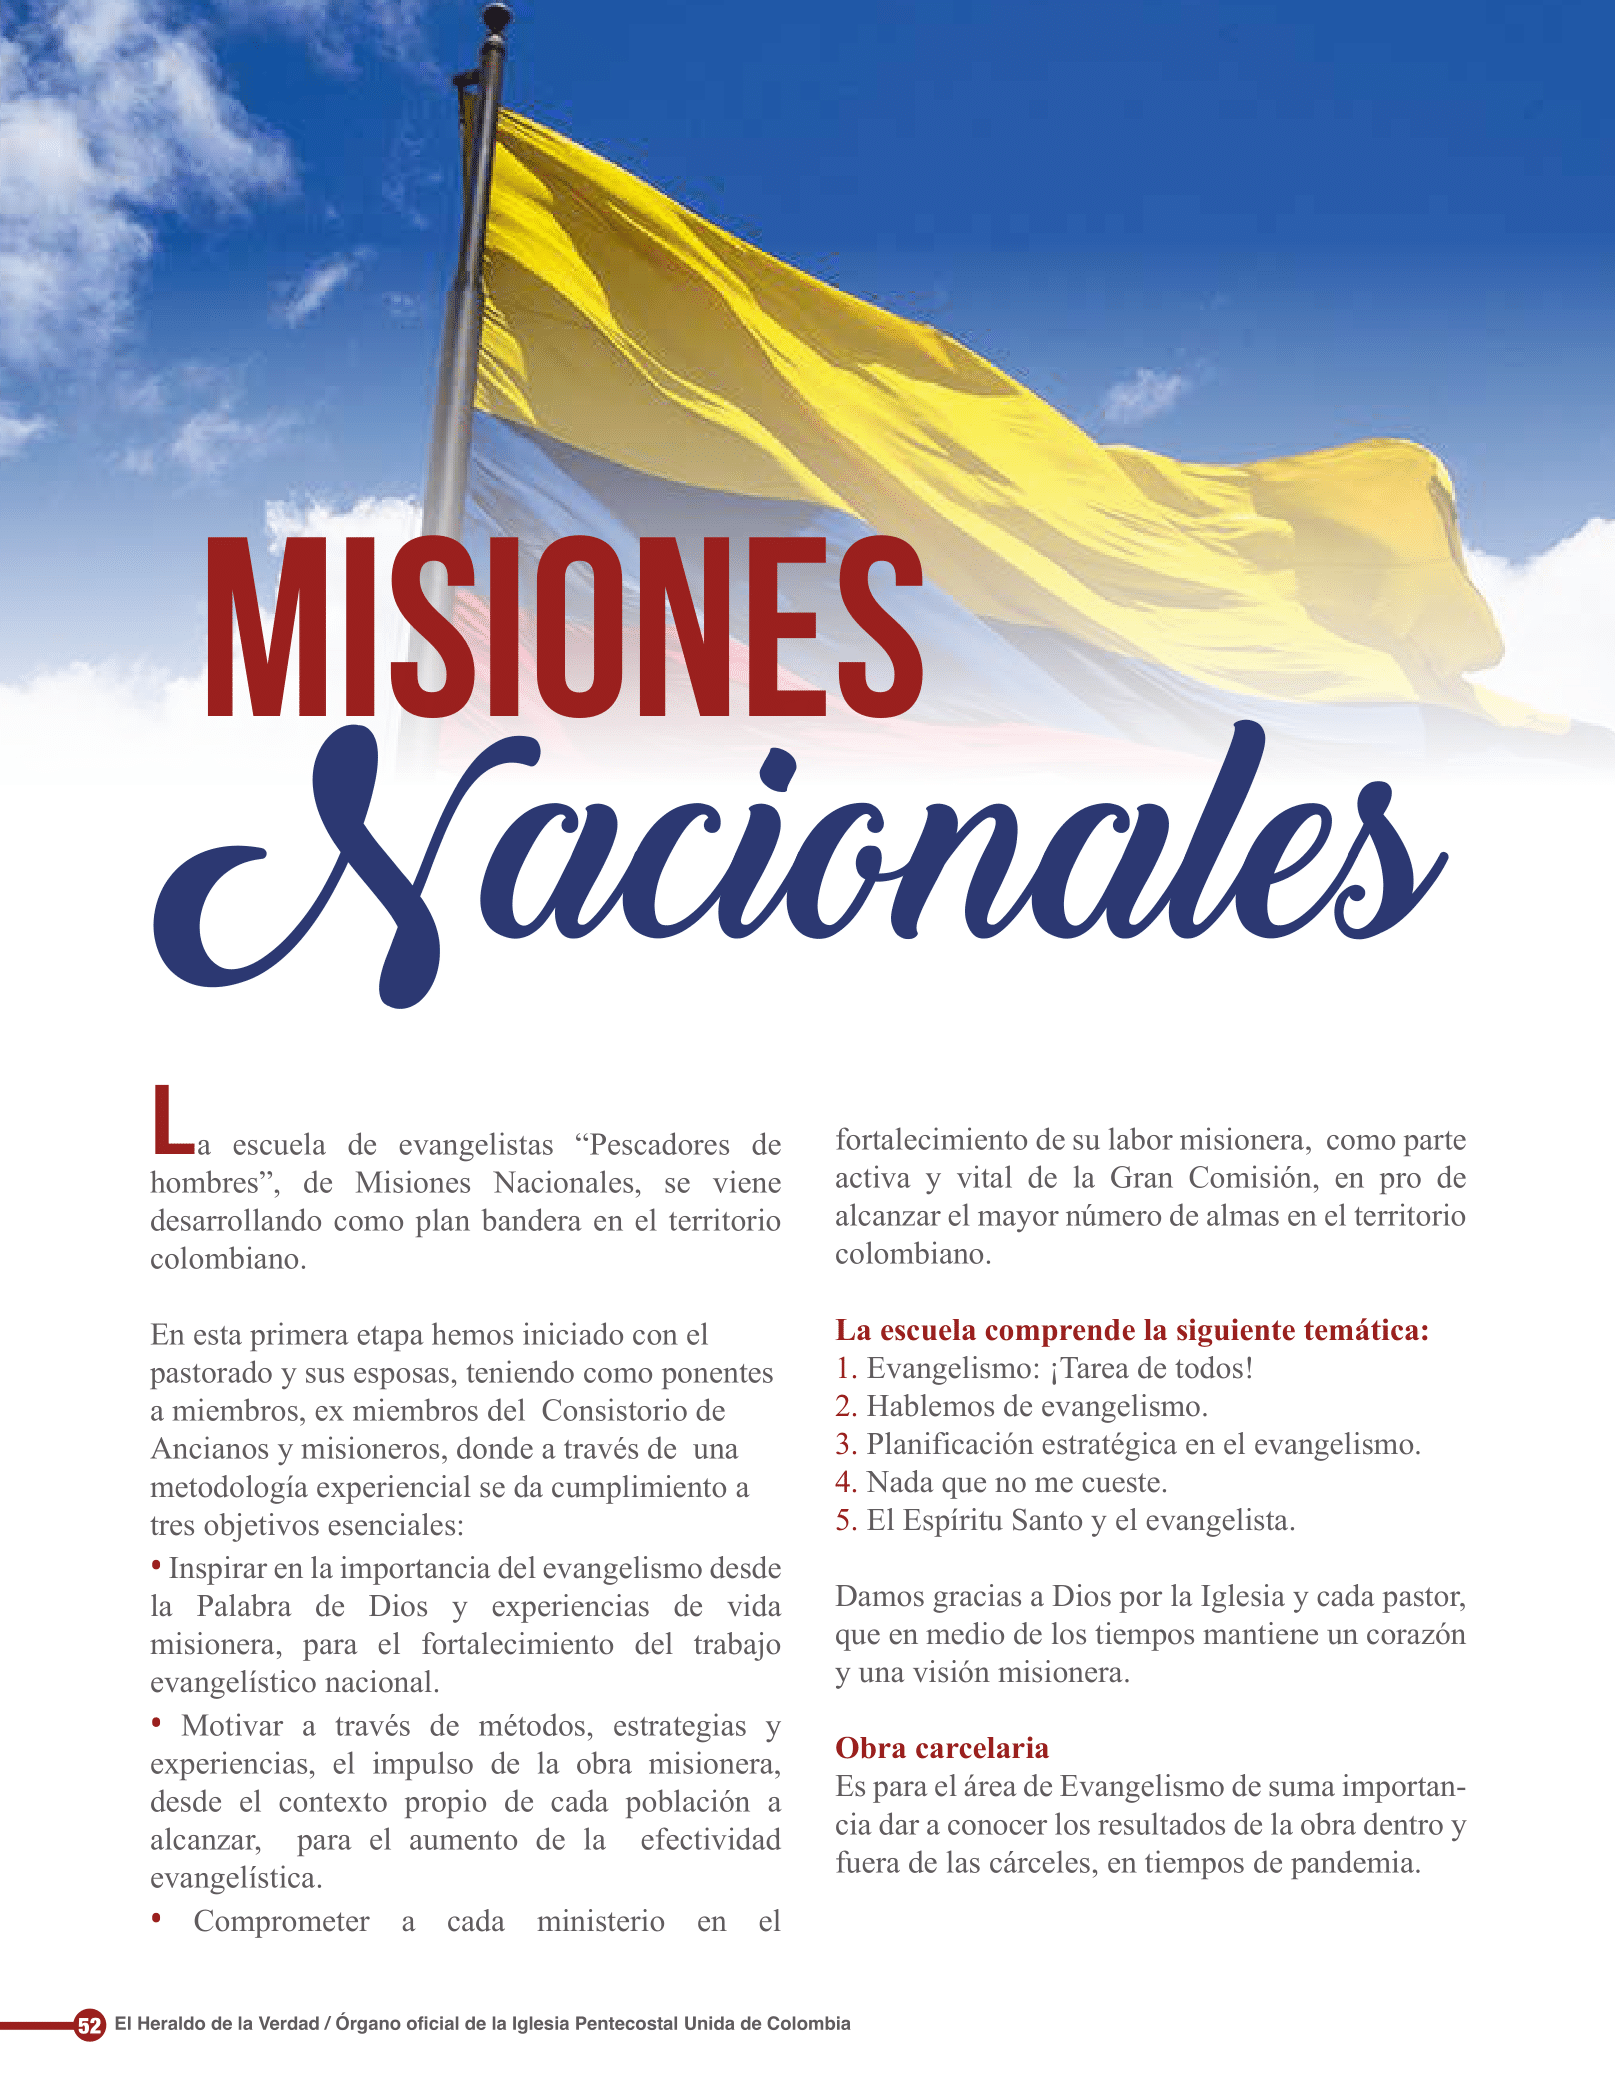 MISIONES
Nacionales
La escuela de evangelistas “Pescadores de
hombres”, de Misiones Nacionales, se viene
desarrollando como plan bandera en el territorio
colombiano.
En esta primera etapa hemos iniciado con el
pastorado y sus esposas, teniendo como ponentes
a miembros, ex miembros del Consistorio de
Ancianos y misioneros, donde a través de una
metodología experiencial se da cumplimiento a
tres objetivos esenciales:
• Inspirar en la importancia del evangelismo desde
la Palabra de Dios y experiencias de vida
misionera, para el fortalecimiento del trabajo
evangelístico nacional.
• Motivar a través de métodos, estrategias y
experiencias, el impulso de la obra misionera,
desde el contexto propio de cada población a
alcanzar, para el aumento de la efectividad
evangelística.
• Comprometer a cada ministerio en el
fortalecimiento de su labor misionera, como parte
activa y vital de la Gran Comisión, en pro de
alcanzar el mayor número de almas en el territorio
colombiano.
La escuela comprende la siguiente temática:
1. Evangelismo: ¡Tarea de todos!
2. Hablemos de evangelismo.
3. Planificación estratégica en el evangelismo.
4. Nada que no me cueste.
5. El Espíritu Santo y el evangelista.
Damos gracias a Dios por la Iglesia y cada pastor,
que en medio de los tiempos mantiene un corazón
y una visión misionera.
Obra carcelaria
Es para el área de Evangelismo de suma importan-
cia dar a conocer los resultados de la obra dentro y
fuera de las cárceles, en tiempos de pandemia.
52 El Heraldo de la Verdad / Órgano oficial de la Iglesia Pentecostal Unida de Colombia